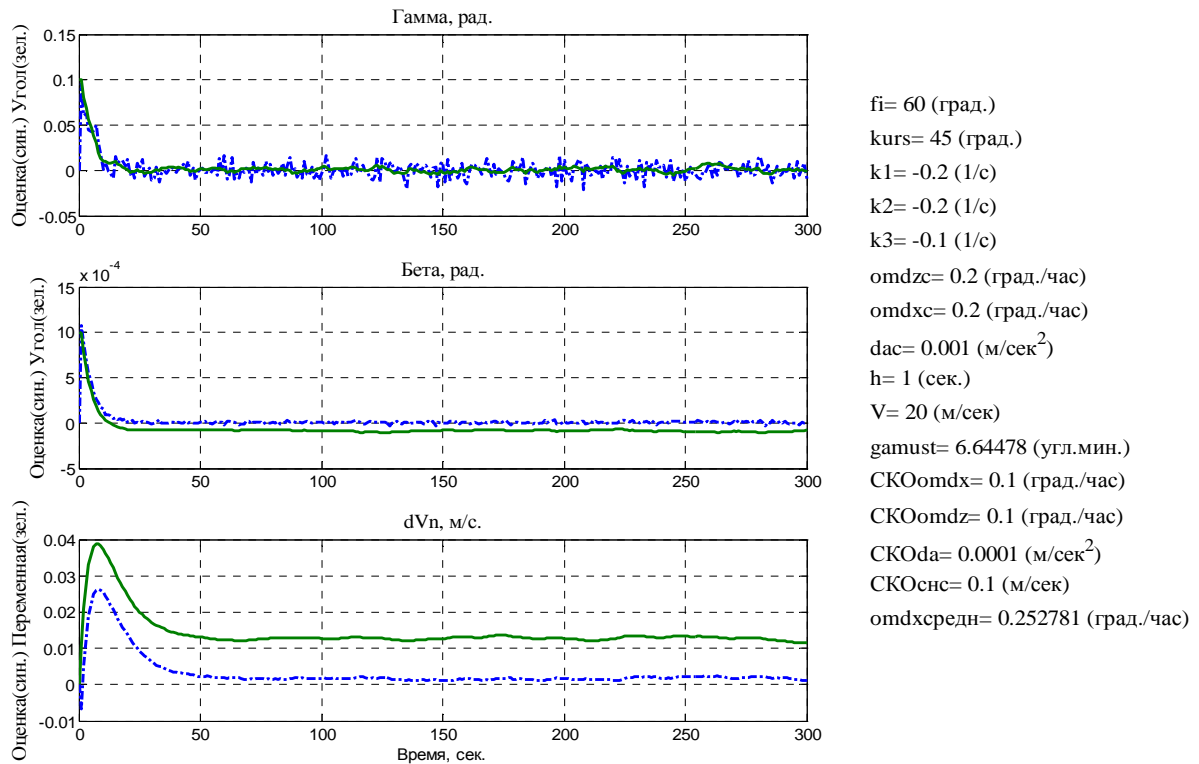 Гамма, рад.
Оценка(син.) Угол(зел.)
0.15
0.1
0.05
0
-0.05
0 50 100 150 200 250 300
Бета, рад.
x 10-4
Оценка(син.) Угол(зел.)
15
10
5
0
-5
0 50 100 150 200 250 300
dVn, м/с.
Оценка(син.) Переменная(зел.)
0.04
0.03
0.02
0.01
0
-0.01
0 50 100 150 200 250 300
Время, сек.
fi= 60 (град.)
kurs= 45 (град.)
k1= -0.2 (1/с)
k2= -0.2 (1/с)
k3= -0.1 (1/с)
omdzc= 0.2 (град./час)
omdxc= 0.2 (град./час)
dac= 0.001 (м/сек2)
h= 1 (сек.)
V= 20 (м/сек)
gamust= 6.64478 (угл.мин.)
СКОomdx= 0.1 (град./час)
СКОomdz= 0.1 (град./час)
СКОda= 0.0001 (м/сек2)
СКОснс= 0.1 (м/сек)
omdxсредн= 0.252781 (град./час)